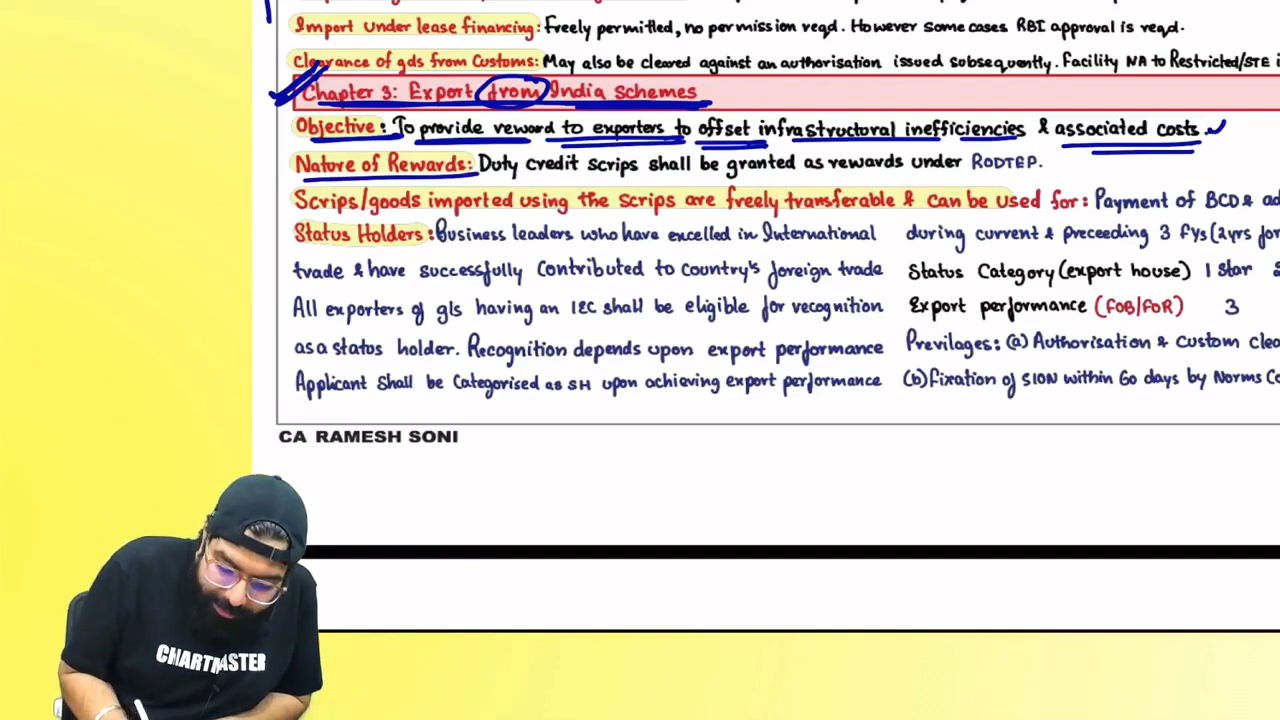 Import under lease financing: Freely permitted, no permission reqd. However some cases RBI approval is reqd.
Clearance of gds from Customs: May also be cleared against an authorisation issued subsequently. Facility NA to Restricted/STE i
Chapter 3: Export from India schemes
Objective: To provide reward to exporters to offset infrastructural inefficiencies & associated costs.
Nature of Rewards: Duty credit scrips shall be granted as rewards under RODTEP.
Scrips/goods imported using the scrips are freely transferable & can be used for: Payment of BCD & ad
Status Holders: Business leaders who have excelled in International
trade & have successfully contributed to country's foreign trade
All exporters of gds having an IEC shall be eligible for recognition
as a status holder. Recognition depends upon export performance
Applicant shall be categorised as SH upon achieving export performance
during current & preceeding 3 fys (2yrs for
Status Category (export house) 1 Star
Export performance (FOB/FOR) 3
Previlages: (a) Authorisation & custom clea
(b) Fixation of SION within 60 days by Norms Co
CA RAMESH SONI
CHARTMASTER